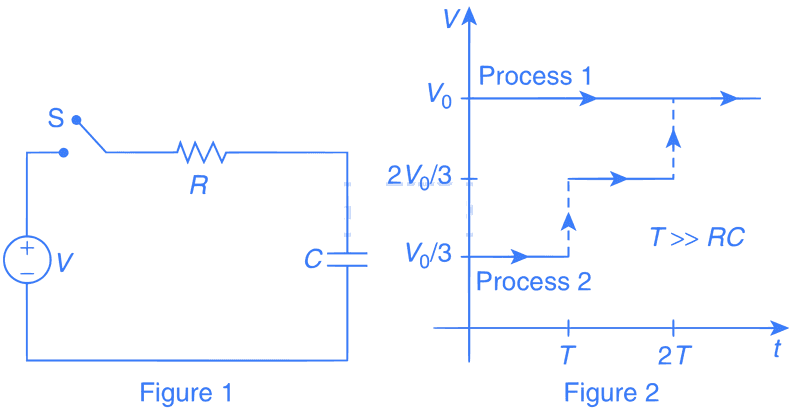 S
R
+
−
V
C
Figure 1
V
Process 1
V₀
2V₀/3
T >> RC
V₀/3
Process 2
T
2T
t
Figure 2